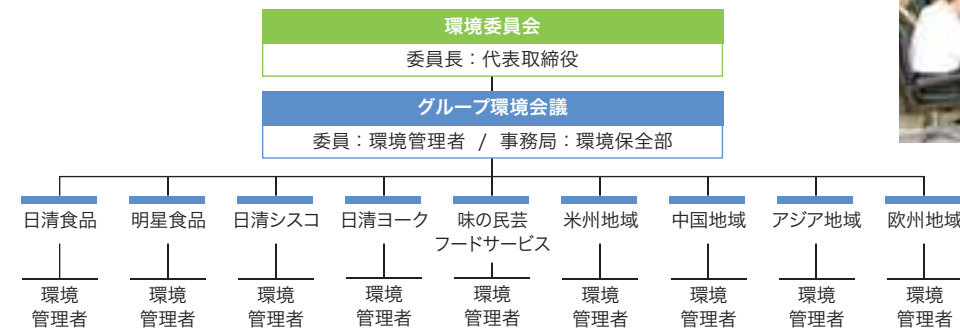 環境委員会
委員長：代表取締役
グループ環境会議
委員：環境管理者 / 事務局：環境保全部
日清食品 明星食品 日清シスコ 日清ヨーク 味の民芸 米州地域 中国地域 アジア地域 欧州地域
フードサービス
環境 環境 環境 環境 環境 環境 環境 環境 環境
管理者 管理者 管理者 管理者 管理者 管理者 管理者 管理者 管理者